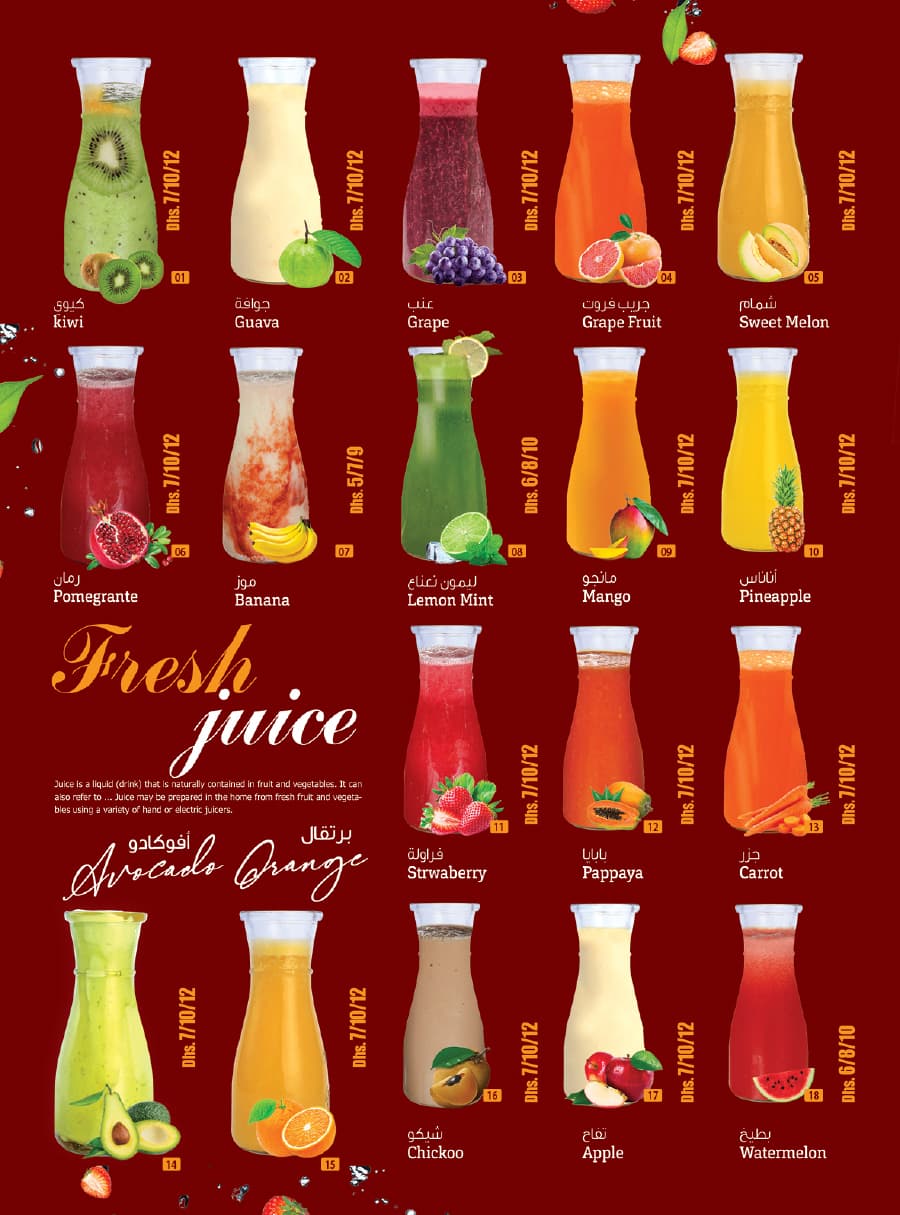 Dhs. 7/10/12
01
كيوي
kiwi
Dhs. 7/10/12
02
جوافة
Guava
Dhs. 7/10/12
03
عنب
Grape
Dhs. 7/10/12
04
جريب فروت
Grape Fruit
Dhs. 7/10/12
05
شمام
Sweet Melon
Dhs. 7/10/12
06
رمان
Pomegrante
Dhs. 5/7/9
07
موز
Banana
Dhs. 6/8/10
08
ليمون نعناع
Lemon Mint
Dhs. 7/10/12
09
مانجو
Mango
Dhs. 7/10/12
10
أناناس
Pineapple
Fresh
juice
Juice is a liquid (drink) that is naturally contained in fruit and vegetables. It can
also refer to ... Juice may be prepared in the home from fresh fruit and vegeta-
bles using a variety of hand or electric juicers.
Dhs. 7/10/12
11
فراولة
Strwaberry
Dhs. 7/10/12
12
بابايا
Pappaya
Dhs. 7/10/12
13
جزر
Carrot
أفوكادو
Avocado
Dhs. 7/10/12
14
برتقال
Orange
Dhs. 7/10/12
15
Dhs. 7/10/12
16
شيكو
Chickoo
Dhs. 7/10/12
17
تفاح
Apple
Dhs. 6/8/10
18
بطيخ
Watermelon